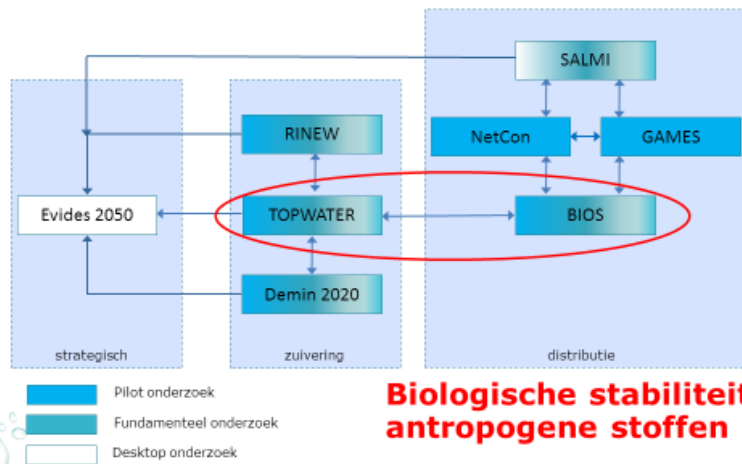 SALMI
RINEW
NetCon
GAMES
Evides 2050
TOPWATER
BIOS
Demin 2020
strategisch
zuivering
distributie
Pilot onderzoek
Fundamenteel onderzoek
Desktop onderzoek
Biologische stabiliteit
antropogene stoffen